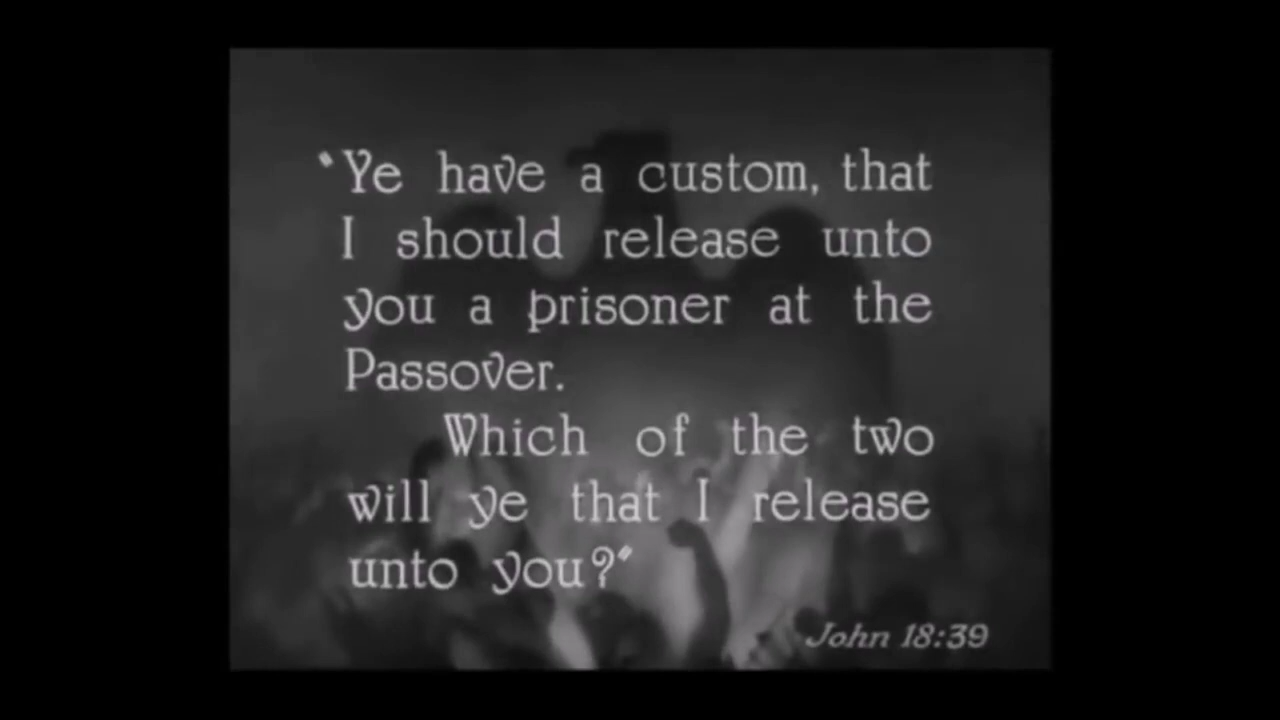 "Ye have a custom, that
I should release unto
you a prisoner at the
Passover.
Which of the two
will ye that I release
unto you?"
John 18:39